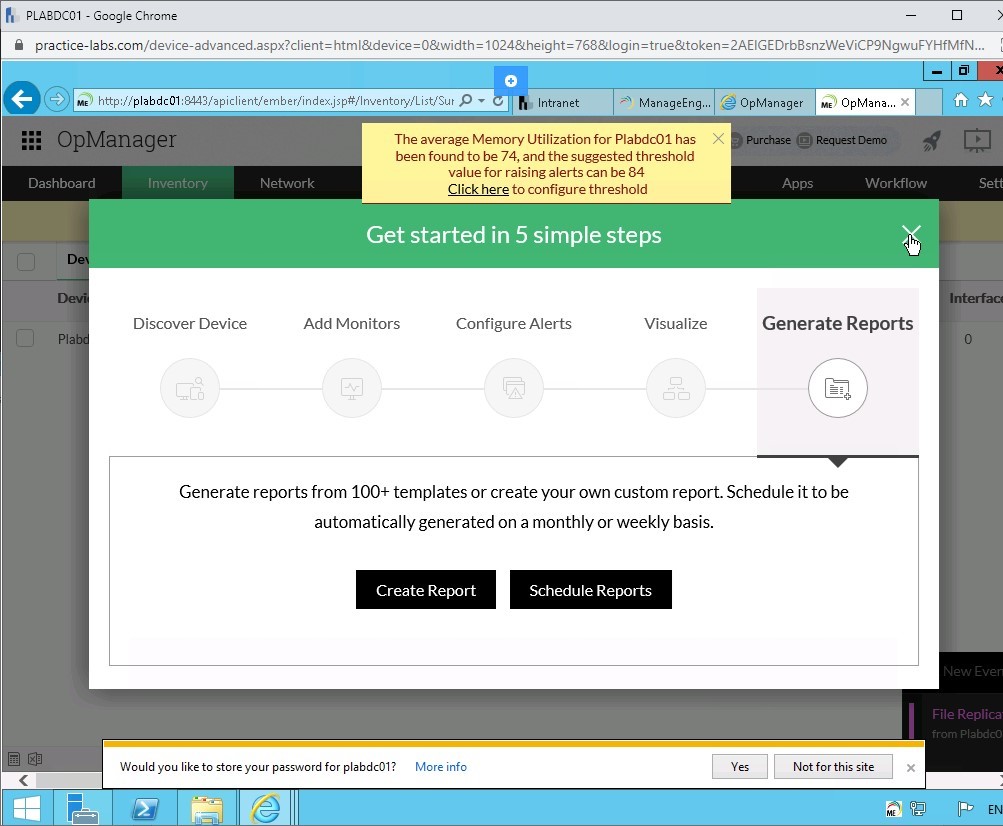 PLABDC01 - Google Chrome
practice-labs.com/device-advanced.aspx?client=html&device=0&width=1024&height=768&login=true&token=2AEIGEDrbBsnzWeViCP9NgwuFYHfMfN...
ME http://plabdc01:8443/apiclient/ember/index.jsp#/Inventory/List/Sur
Intranet
ManageEng...
OpManager
ME OpMana...
OpManager
Purchase
Request Demo
The average Memory Utilization for Plabdc01 has
been found to be 74, and the suggested threshold
value for raising alerts can be 84
Click here to configure threshold
Dashboard
Inventory
Network
Apps
Workflow
Sett
Get started in 5 simple steps
Dev
Devi
Interface
Plabd
0
Discover Device
Add Monitors
Configure Alerts
Visualize
Generate Reports
Generate reports from 100+ templates or create your own custom report. Schedule it to be
automatically generated on a monthly or weekly basis.
Create Report
Schedule Reports
New Even
File Replica
from Plabdc0
Would you like to store your password for plabdc01?
More info
Yes
Not for this site
ME
EN